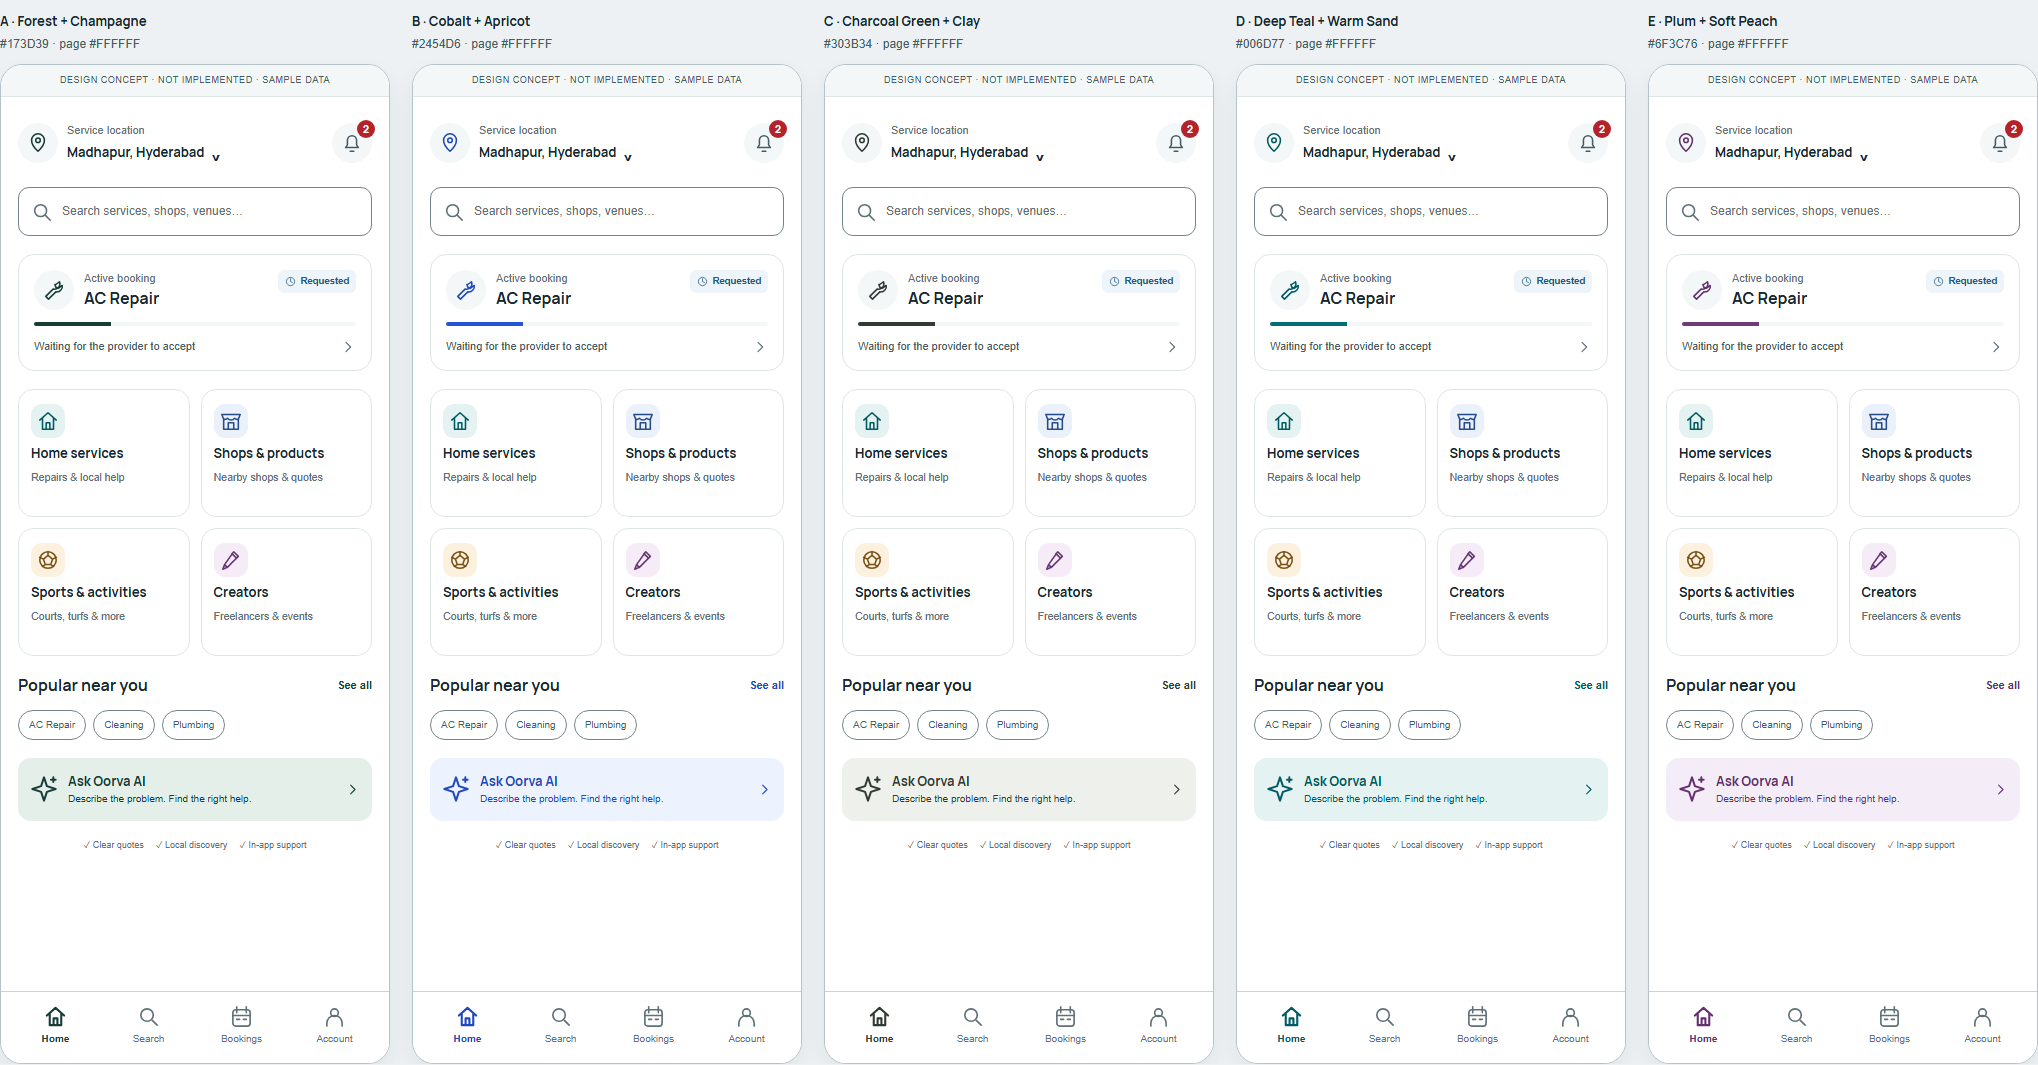 A · Forest + Champagne
#173D39 · page #FFFFFF
DESIGN CONCEPT · NOT IMPLEMENTED · SAMPLE DATA
Service location
Madhapur, Hyderabad v
2
Search services, shops, venues...
Active booking
AC Repair
Requested
Waiting for the provider to accept
Home services
Repairs & local help
Shops & products
Nearby shops & quotes
Sports & activities
Courts, turfs & more
Creators
Freelancers & events
Popular near you
See all
AC Repair
Cleaning
Plumbing
Ask Oorva AI
Describe the problem. Find the right help.
✓ Clear quotes ✓ Local discovery ✓ In-app support
Home
Search
Bookings
Account
B · Cobalt + Apricot
#2454D6 · page #FFFFFF
DESIGN CONCEPT · NOT IMPLEMENTED · SAMPLE DATA
Service location
Madhapur, Hyderabad v
2
Search services, shops, venues...
Active booking
AC Repair
Requested
Waiting for the provider to accept
Home services
Repairs & local help
Shops & products
Nearby shops & quotes
Sports & activities
Courts, turfs & more
Creators
Freelancers & events
Popular near you
See all
AC Repair
Cleaning
Plumbing
Ask Oorva AI
Describe the problem. Find the right help.
✓ Clear quotes ✓ Local discovery ✓ In-app support
Home
Search
Bookings
Account
C · Charcoal Green + Clay
#303B34 · page #FFFFFF
DESIGN CONCEPT · NOT IMPLEMENTED · SAMPLE DATA
Service location
Madhapur, Hyderabad v
2
Search services, shops, venues...
Active booking
AC Repair
Requested
Waiting for the provider to accept
Home services
Repairs & local help
Shops & products
Nearby shops & quotes
Sports & activities
Courts, turfs & more
Creators
Freelancers & events
Popular near you
See all
AC Repair
Cleaning
Plumbing
Ask Oorva AI
Describe the problem. Find the right help.
✓ Clear quotes ✓ Local discovery ✓ In-app support
Home
Search
Bookings
Account
D · Deep Teal + Warm Sand
#006D77 · page #FFFFFF
DESIGN CONCEPT · NOT IMPLEMENTED · SAMPLE DATA
Service location
Madhapur, Hyderabad v
2
Search services, shops, venues...
Active booking
AC Repair
Requested
Waiting for the provider to accept
Home services
Repairs & local help
Shops & products
Nearby shops & quotes
Sports & activities
Courts, turfs & more
Creators
Freelancers & events
Popular near you
See all
AC Repair
Cleaning
Plumbing
Ask Oorva AI
Describe the problem. Find the right help.
✓ Clear quotes ✓ Local discovery ✓ In-app support
Home
Search
Bookings
Account
E · Plum + Soft Peach
#6F3C76 · page #FFFFFF
DESIGN CONCEPT · NOT IMPLEMENTED · SAMPLE DATA
Service location
Madhapur, Hyderabad v
2
Search services, shops, venues...
Active booking
AC Repair
Requested
Waiting for the provider to accept
Home services
Repairs & local help
Shops & products
Nearby shops & quotes
Sports & activities
Courts, turfs & more
Creators
Freelancers & events
Popular near you
See all
AC Repair
Cleaning
Plumbing
Ask Oorva AI
Describe the problem. Find the right help.
✓ Clear quotes ✓ Local discovery ✓ In-app support
Home
Search
Bookings
Account